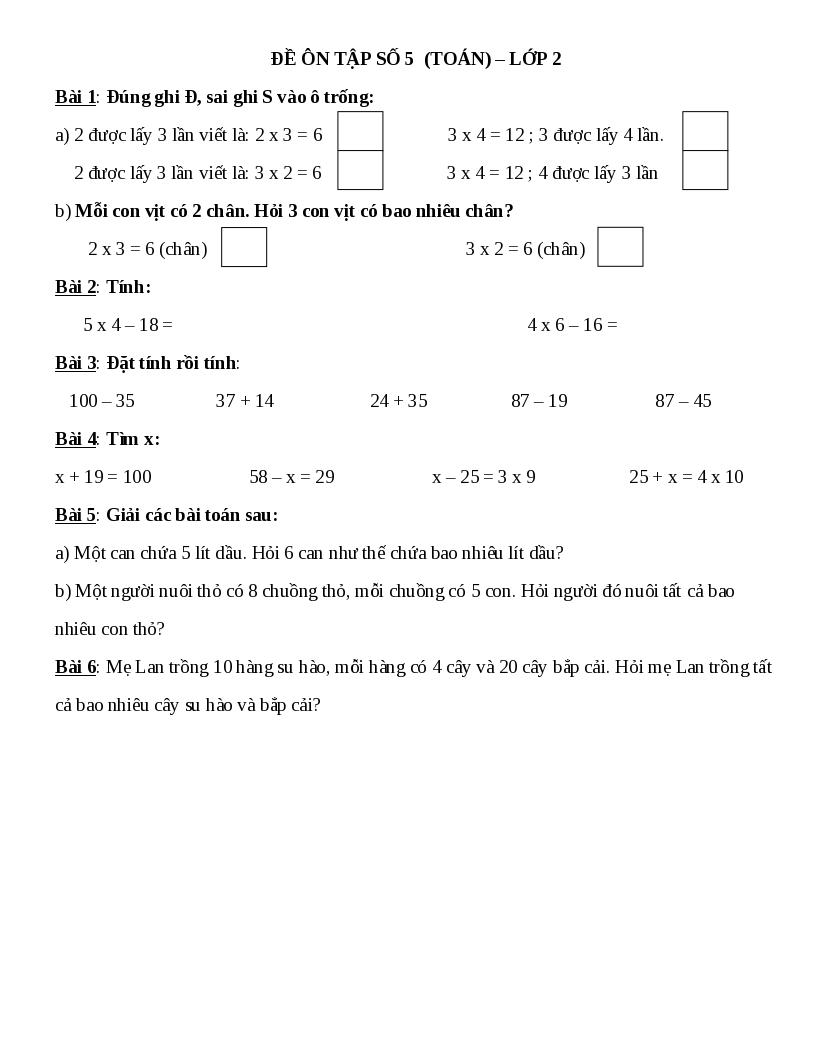 ĐỀ ÔN TẬP SỐ 5 (TOÁN) – LỚP 2
Bài 1: Đúng ghi Đ, sai ghi S vào ô trống:
a) 2 được lấy 3 lần viết là: 2 x 3 = 6 3 x 4 = 12 ; 3 được lấy 4 lần.
2 được lấy 3 lần viết là: 3 x 2 = 6 3 x 4 = 12 ; 4 được lấy 3 lần
b) Mỗi con vịt có 2 chân. Hỏi 3 con vịt có bao nhiêu chân?
2 x 3 = 6 (chân) 3 x 2 = 6 (chân)
Bài 2: Tính:
5 x 4 – 18 = 4 x 6 – 16 =
Bài 3: Đặt tính rồi tính:
100 – 35 37 + 14 24 + 35 87 – 19 87 – 45
Bài 4: Tìm x:
x + 19 = 100 58 – x = 29 x – 25 = 3 x 9 25 + x = 4 x 10
Bài 5: Giải các bài toán sau:
a) Một can chứa 5 lít dầu. Hỏi 6 can như thế chứa bao nhiêu lít dầu?
b) Một người nuôi thỏ có 8 chuồng thỏ, mỗi chuồng có 5 con. Hỏi người đó nuôi tất cả bao
nhiêu con thỏ?
Bài 6: Mẹ Lan trồng 10 hàng su hào, mỗi hàng có 4 cây và 20 cây bắp cải. Hỏi mẹ Lan trồng tất
cả bao nhiêu cây su hào và bắp cải?